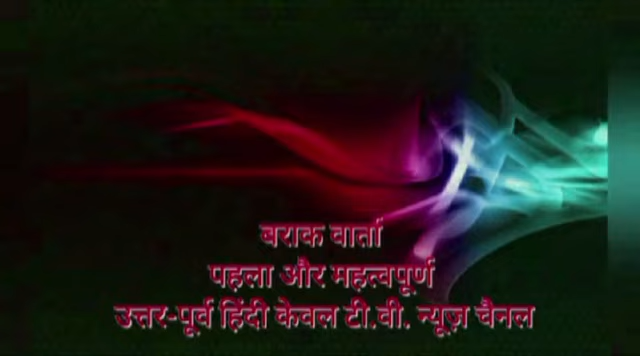 बराक वार्ता
पहला और महत्वपूर्ण
उत्तर-पूर्व हिंदी केवल टी.वी. न्यूज़ चैनल